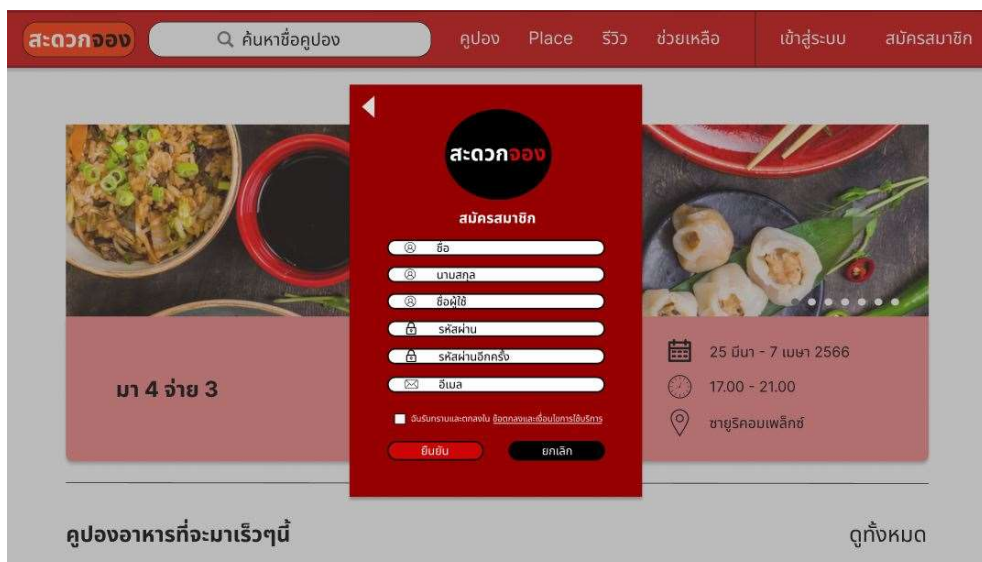 สะดวกจอง ค้นหาชื่อคูปอง คูปอง Place รีวิว ช่วยเหลือ เข้าสู่ระบบ สมัครสมาชิก
สะดวกจอง
สมัครสมาชิก
ชื่อ
นามสกุล
ชื่อผู้ใช้
รหัสผ่าน
รหัสผ่านอีกครั้ง
อีเมล
ฉันรับทราบและตกลงใน ข้อตกลงและเงื่อนไขการใช้บริการ
ยืนยัน ยกเลิก
มา 4 จ่าย 3
25 มีนา - 7 เมษา 2566
17.00 - 21.00
ซายูริคอมเพล็กซ์
คูปองอาหารที่จะมาเร็วๆนี้ ดูทั้งหมด